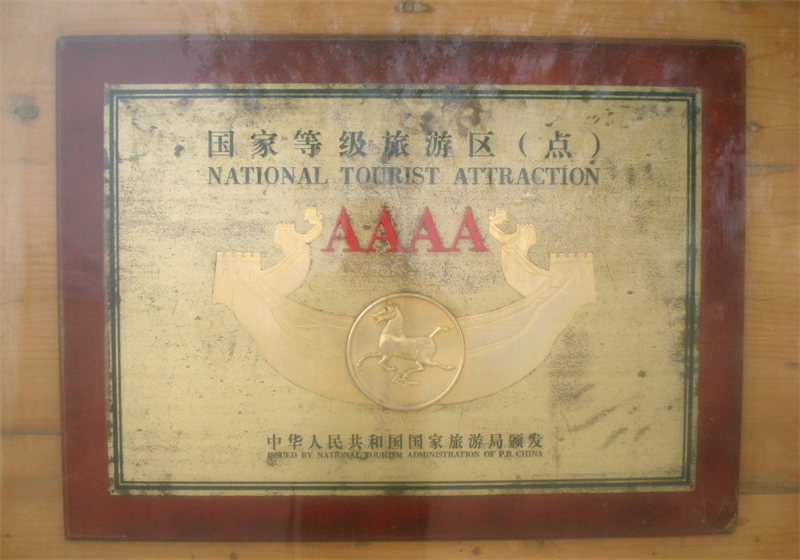 国家等级旅游区(点)
NATIONAL TOURIST ATTRACTION
AAAA
中华人民共和国国家旅游局颁发
ISSUED BY NATIONAL TOURISM ADMINISTRATION OF P.R. CHINA